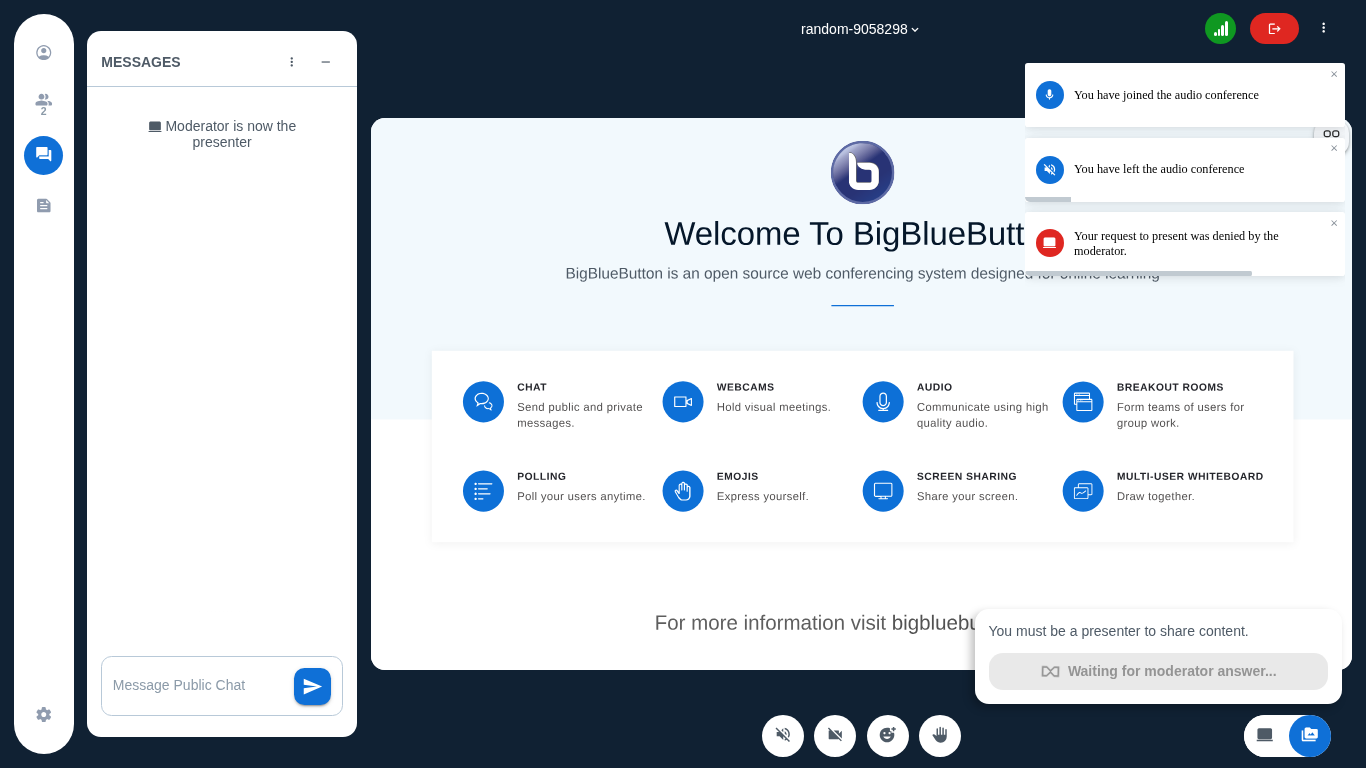 random-9058298
MESSAGES
2
Moderator is now the
presenter
Message Public Chat
You have joined the audio conference
You have left the audio conference
Your request to present was denied by the
moderator.
Welcome To BigBlueButt
BigBlueButton is an open source web conferencing system designed for online learning
CHAT
Send public and private
messages.
WEBCAMS
Hold visual meetings.
AUDIO
Communicate using high
quality audio.
BREAKOUT ROOMS
Form teams of users for
group work.
POLLING
Poll your users anytime.
EMOJIS
Express yourself.
SCREEN SHARING
Share your screen.
MULTI-USER WHITEBOARD
Draw together.
For more information visit bigbluebu
You must be a presenter to share content.
Waiting for moderator answer...